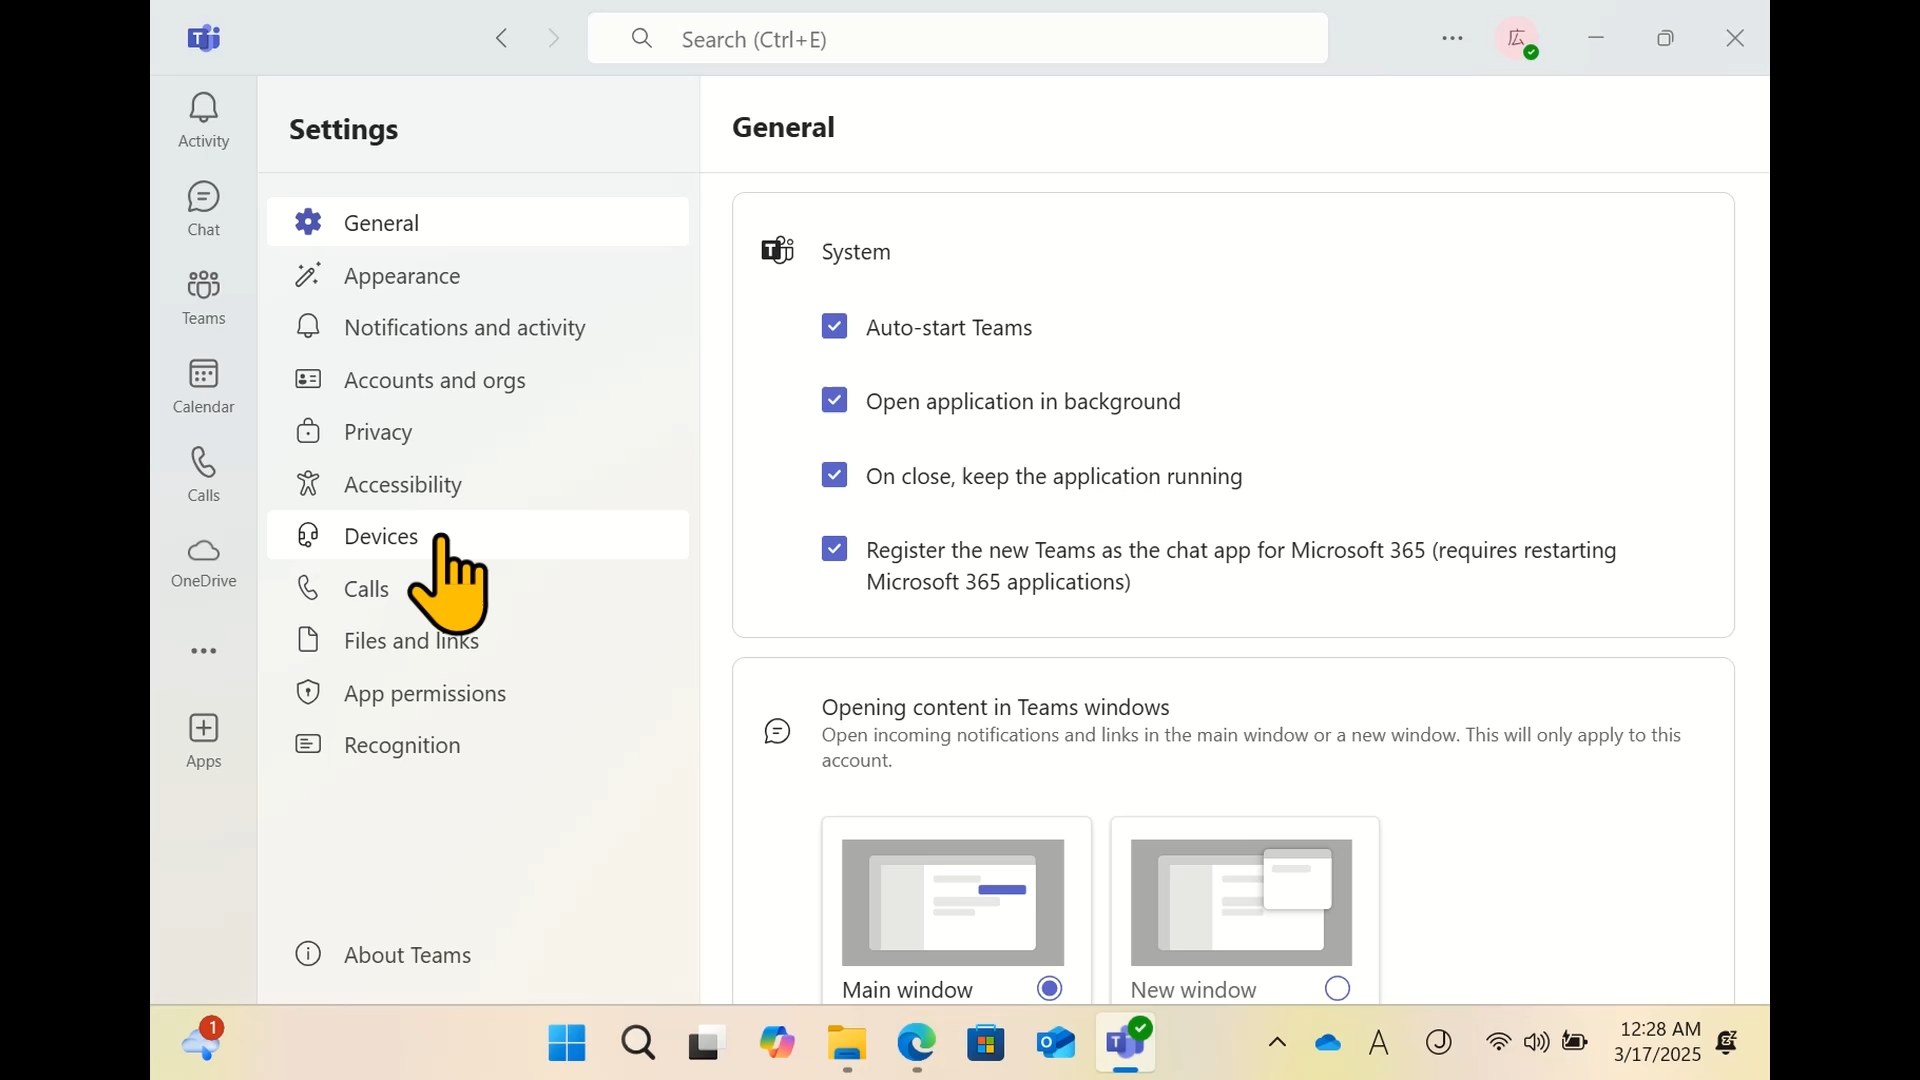 Search (Ctrl+E)
広
Activity
Chat
Teams
Calendar
Calls
OneDrive
Apps
Settings
General
Appearance
Notifications and activity
Accounts and orgs
Privacy
Accessibility
Devices
Calls
Files and links
App permissions
Recognition
About Teams
General
System
Auto-start Teams
Open application in background
On close, keep the application running
Register the new Teams as the chat app for Microsoft 365 (requires restarting
Microsoft 365 applications)
Opening content in Teams windows
Open incoming notifications and links in the main window or a new window. This will only apply to this
account.
Main window
New window
1
A
J
12:28 AM
3/17/2025